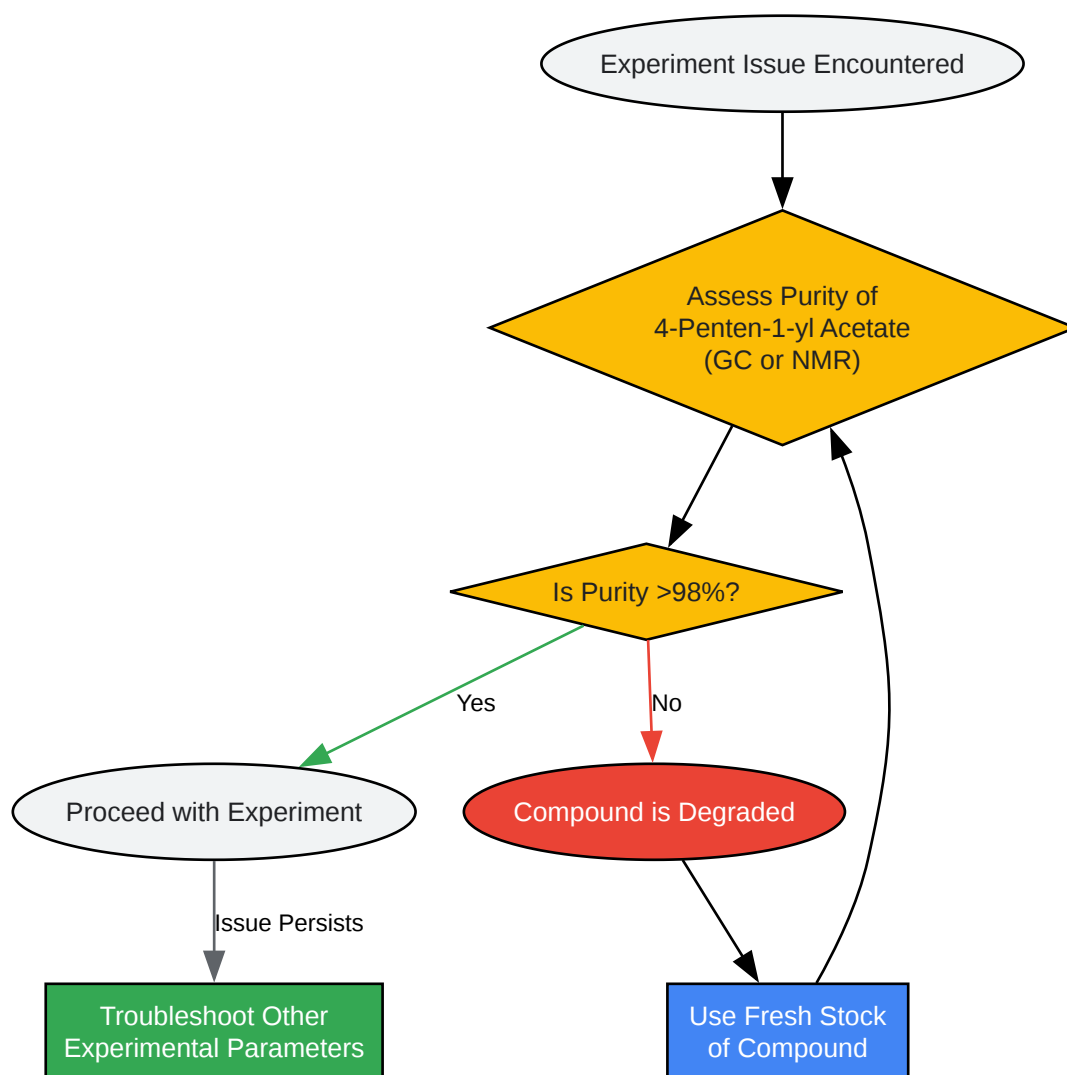 Experiment Issue Encountered
Assess Purity of
4-Penten-1-yl Acetate
(GC or NMR)
Is Purity >98%?
Yes
No
Proceed with Experiment
Compound is Degraded
Issue Persists
Troubleshoot Other
Experimental Parameters
Use Fresh Stock
of Compound